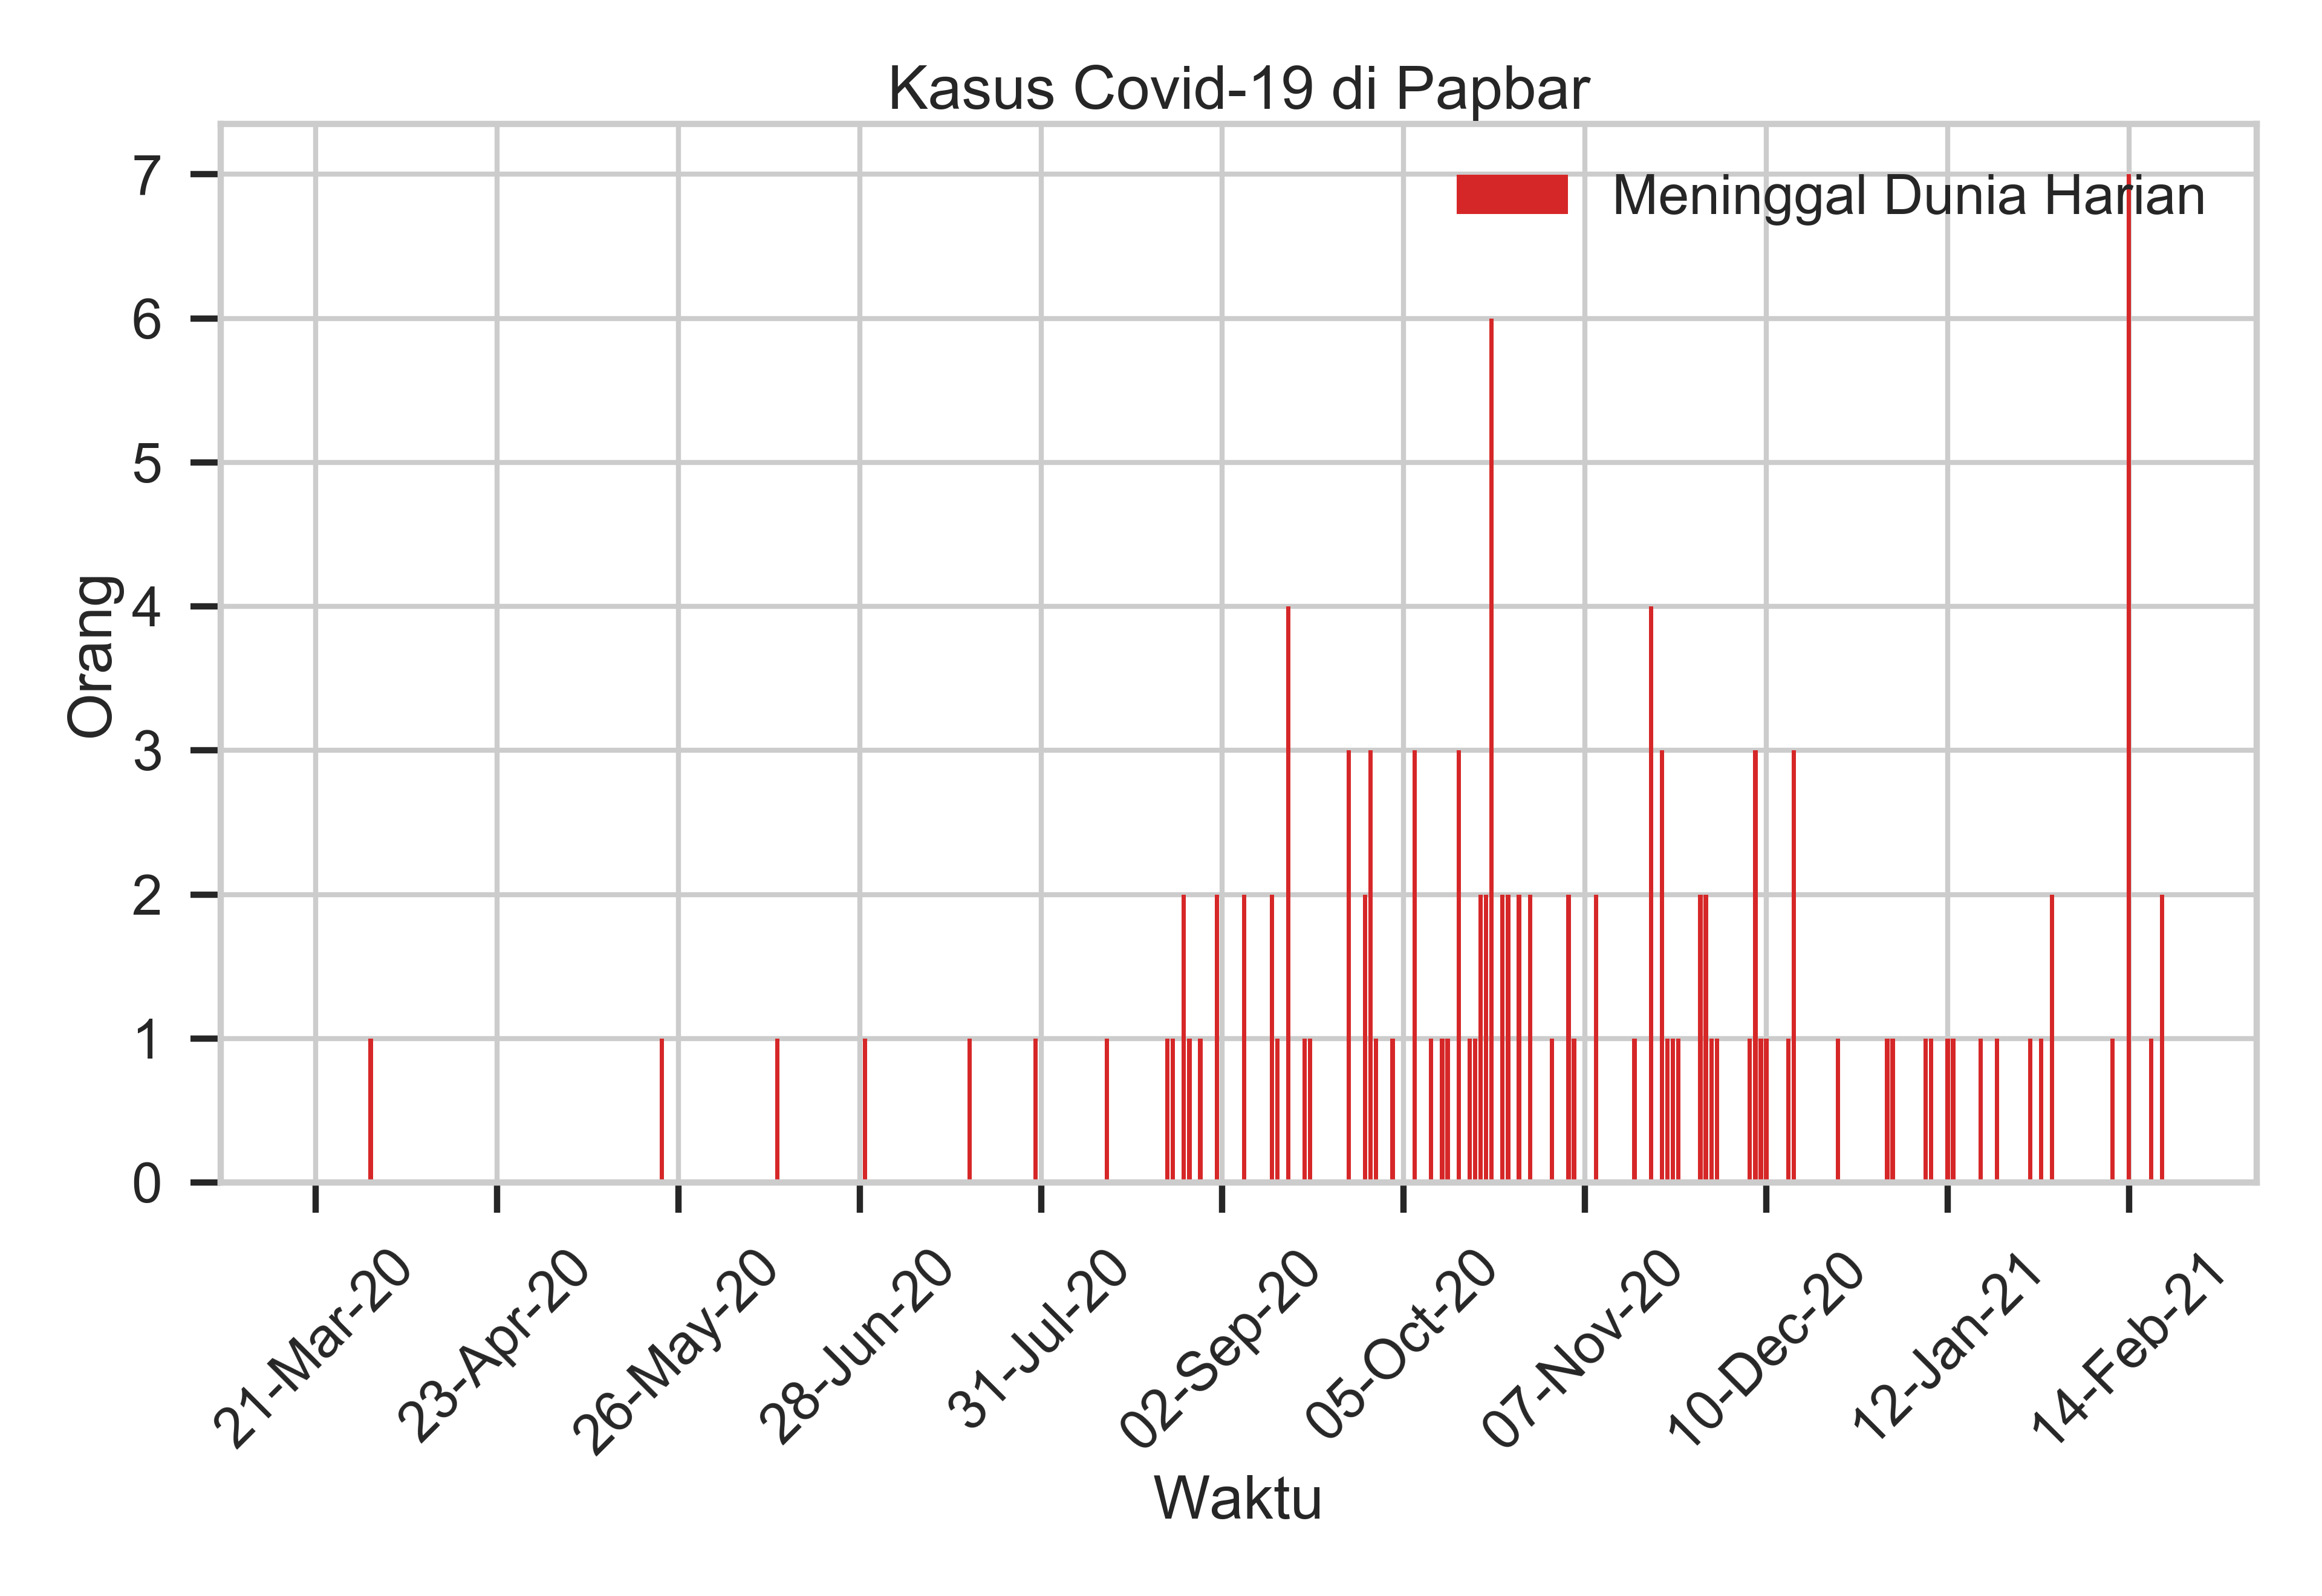 Kasus Covid-19 di Papbar
Meninggal Dunia Harian
Orang
7
6
5
4
3
2
1
0
21-Mar-20
23-Apr-20
26-May-20
28-Jun-20
31-Jul-20
02-Sep-20
05-Oct-20
07-Nov-20
10-Dec-20
12-Jan-21
14-Feb-21
Waktu